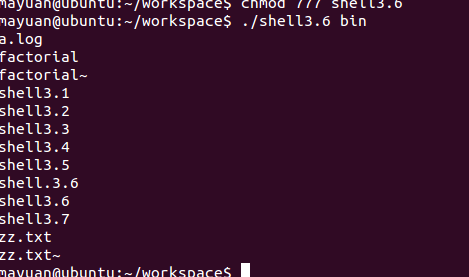 mayuan@ubuntu:~/workspace$ chmod 777 shell3.6
mayuan@ubuntu:~/workspace$ ./shell3.6 bin
a.log
factorial
factorial~
shell3.1
shell3.2
shell3.3
shell3.4
shell3.5
shell.3.6
shell3.6
shell3.7
zz.txt
zz.txt~
mayuan@ubuntu:~/workspace$